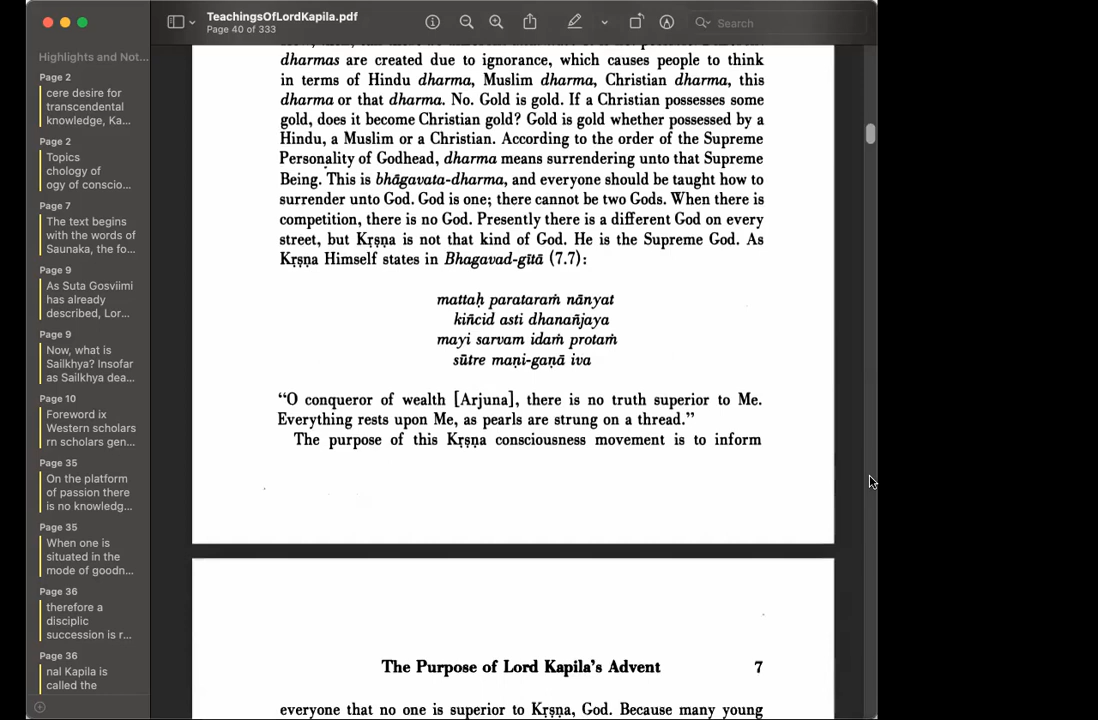 TeachingsOfLordKapila.pdf
Page 40 of 333
Search
Highlights and Not...
Page 2
cere desire for
transcendental
knowledge, Ka...
Page 2
Topics
chology of
ogy of conscio...
Page 7
The text begins
with the words of
Saunaka, the fo...
Page 9
As Suta Gosviimi
has already
described, Lor...
Page 9
Now, what is
Sailkhya? Insofar
as Sailkhya dea...
Page 10
Foreword ix
Western scholars
rn scholars gen...
Page 35
On the platform
of passion there
is no knowledg...
Page 35
When one is
situated in the
mode of goodn...
Page 36
therefore a
disciplic
succession is r...
Page 36
nal Kapila is
called the
dharmas are created due to ignorance, which causes people to think
in terms of Hindu dharma, Muslim dharma, Christian dharma, this
dharma or that dharma. No. Gold is gold. If a Christian possesses some
gold, does it become Christian gold? Gold is gold whether possessed by a
Hindu, a Muslim or a Christian. According to the order of the Supreme
Personality of Godhead, dharma means surrendering unto that Supreme
Being. This is bhāgavata-dharma, and everyone should be taught how to
surrender unto God. God is one; there cannot be two Gods. When there is
competition, there is no God. Presently there is a different God on every
street, but Kṛṣṇa is not that kind of God. He is the Supreme God. As
Kṛṣṇa Himself states in Bhagavad-gītā (7.7):
mattaḥ parataraṁ nānyat
kiñcid asti dhanañjaya
mayi sarvam idaṁ protaṁ
sūtre maṇi-gaṇā iva
“O conqueror of wealth [Arjuna], there is no truth superior to Me.
Everything rests upon Me, as pearls are strung on a thread.”
The purpose of this Kṛṣṇa consciousness movement is to inform
The Purpose of Lord Kapila's Advent 7
everyone that no one is superior to Kṛṣṇa, God. Because many young